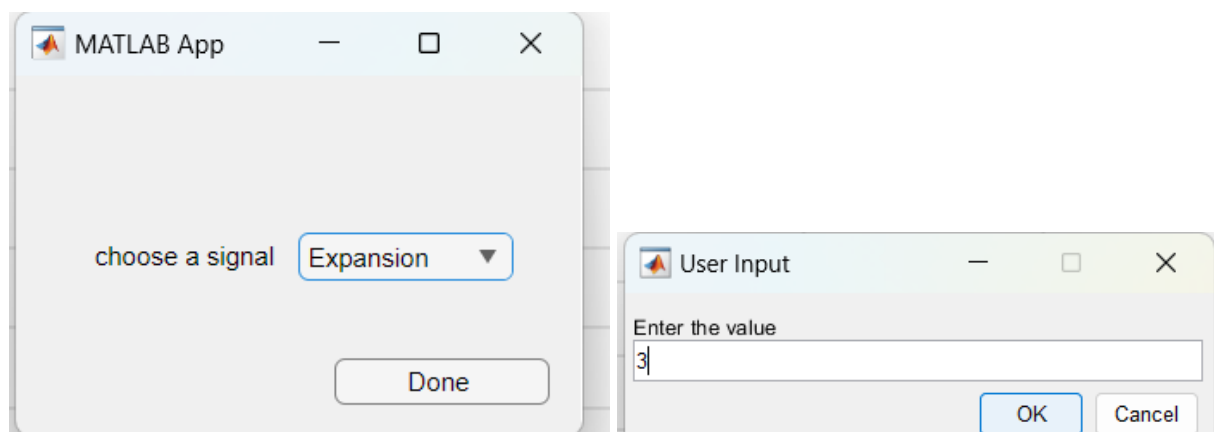 MATLAB App
choose a signal Expansion
Done
User Input
Enter the value
3
OK Cancel